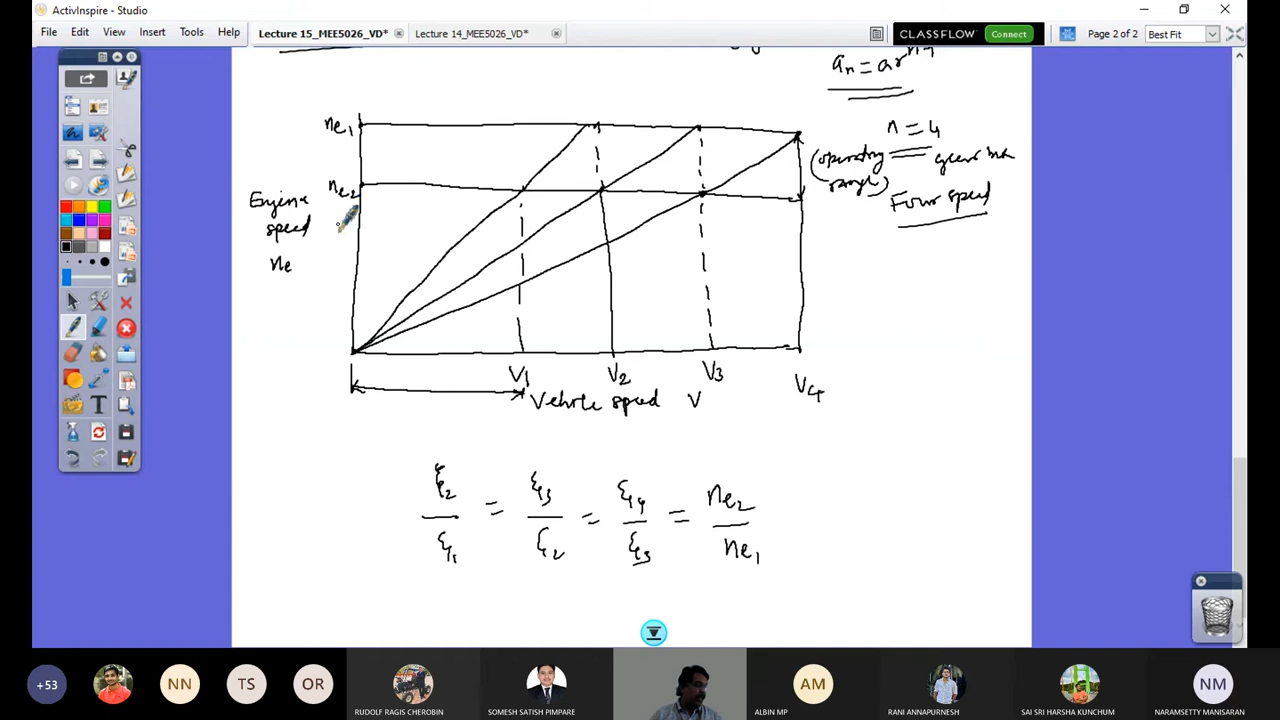 ActivInspire - Studio
File Edit View Insert Tools Help
Lecture 15_MEE5026_VD* Lecture 14_MEE5026_VD*
CLASSFLOW Connect
Page 2 of 2 Best Fit
aₙ = arⁿ⁻¹
ne₁
n = 4
(operating range)
gear box
Four speed
ne₂
Engine
speed
ne
V₁ V₂ V₃ V₄
Vehicle speed V
ξ₂/ξ₁ = ξ₃/ξ₂ = ξ₄/ξ₃ = ne₂/ne₁
+53 NN TS OR AM NM
RUDOLF RAGIS CHEROBIN SOMESH SATISH PIMPARE ALBIN MP RANI ANNAPURNESH SAI SRI HARSHA KUNCHUM NARAMSETTY MANISARAN